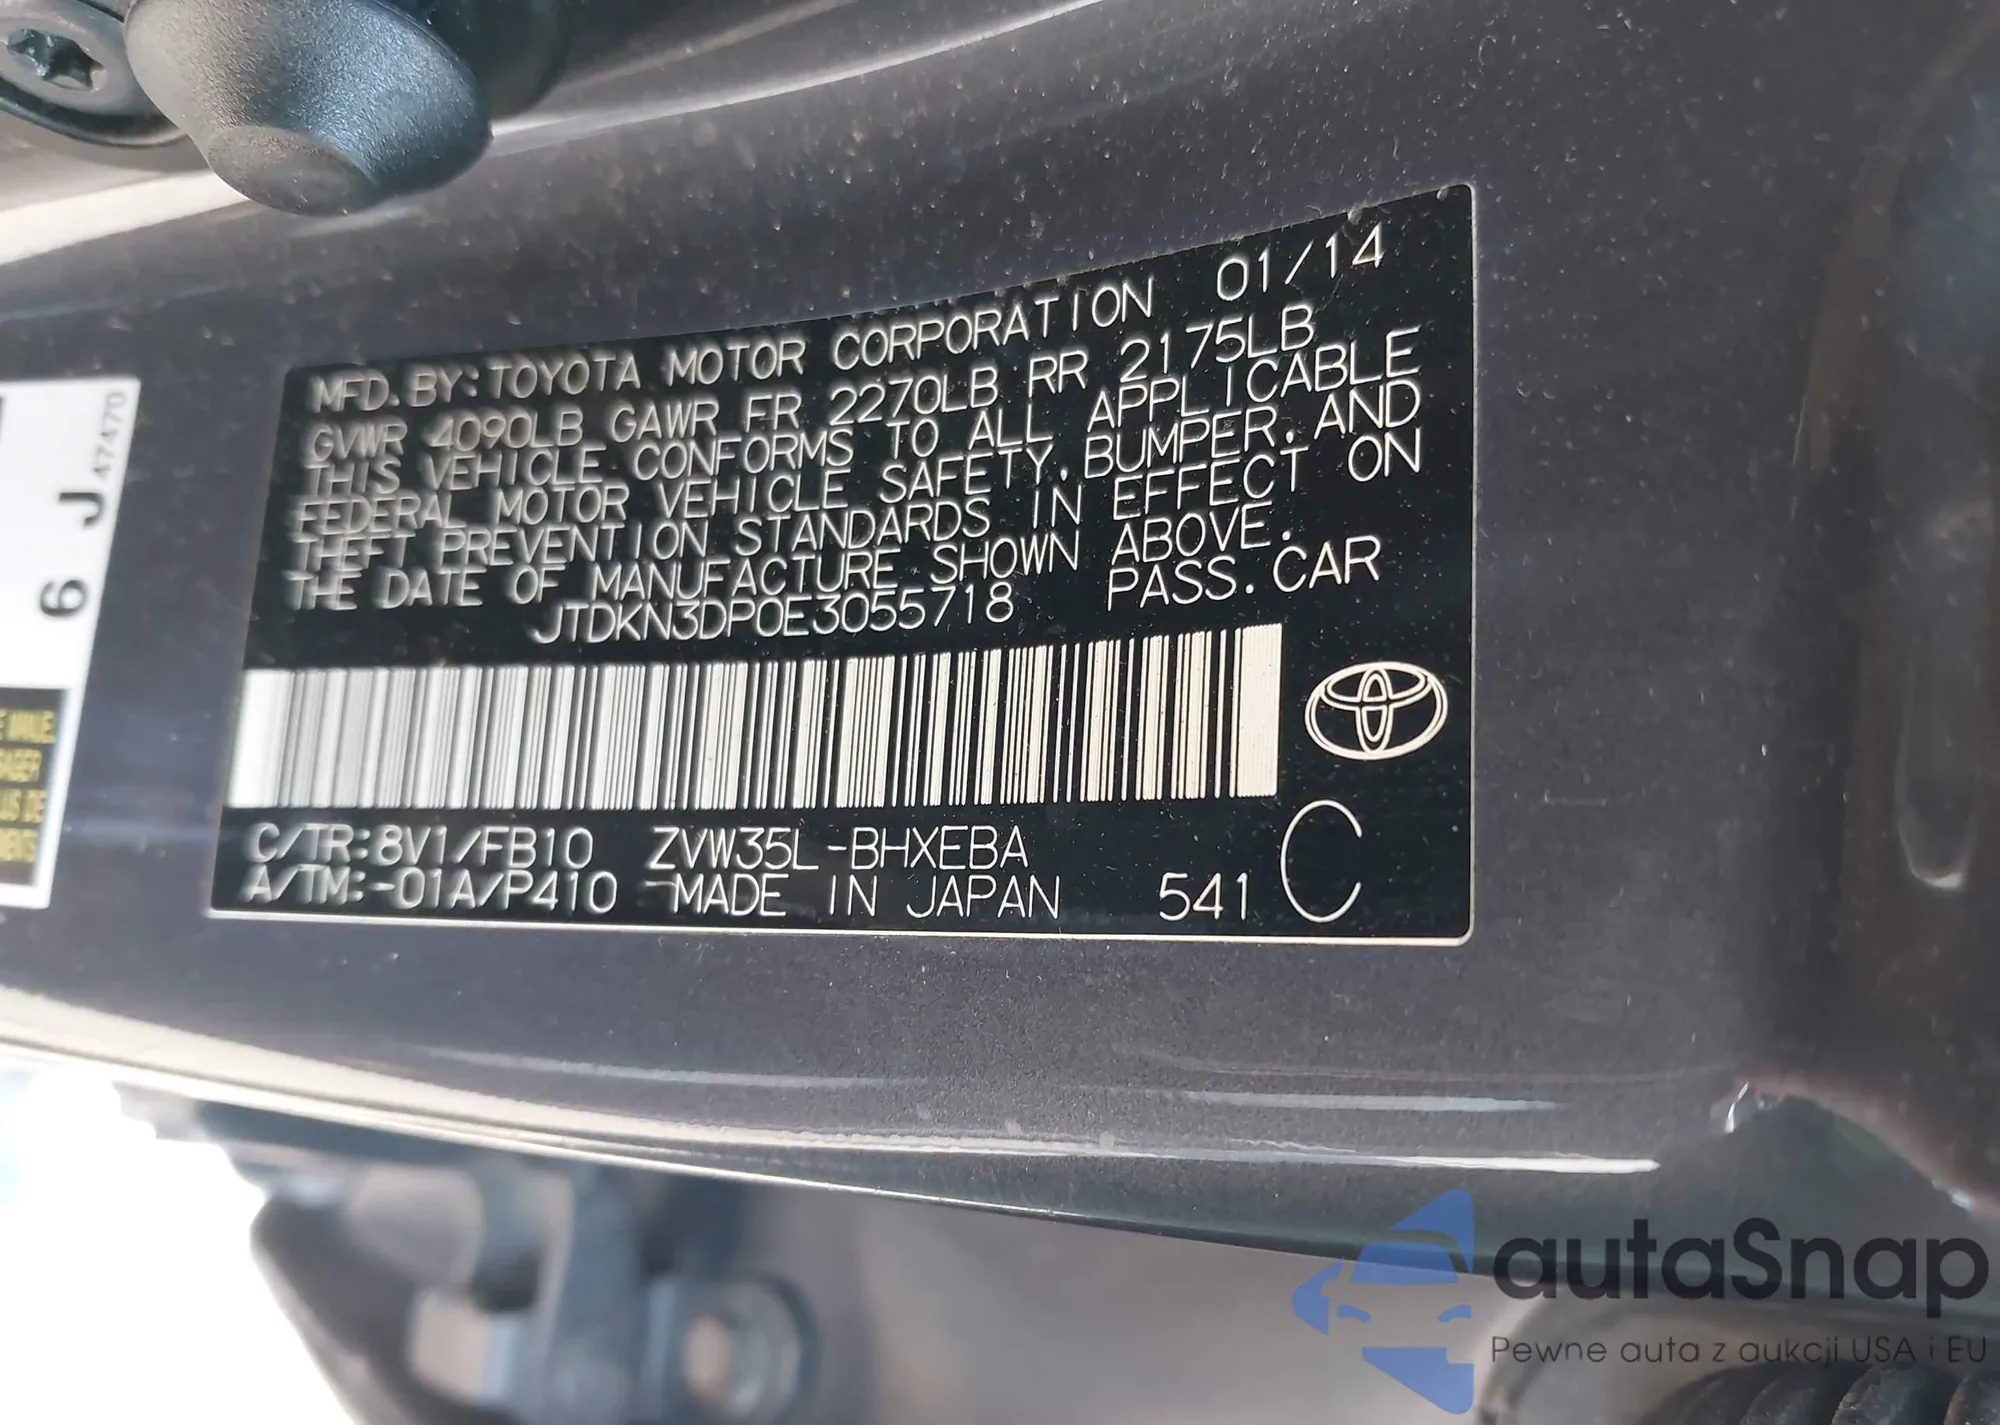 MFD. BY: TOYOTA MOTOR CORPORATION 01/14
GVWR 4090LB GAWR FR 2270LB RR 2175LB
THIS VEHICLE CONFORMS TO ALL APPLICABLE
FEDERAL MOTOR VEHICLE SAFETY, BUMPER, AND
THEFT PREVENTION STANDARDS IN EFFECT ON
THE DATE OF MANUFACTURE SHOWN ABOVE.
JTDKN3DP0E3055718 PASS. CAR
C/TR:8V1/FB10 ZVW35L-BHXEBA
A/TM:-01A/P410 MADE IN JAPAN 541 C
6 J 47470
autaSnap
Pewne auta z aukcji USA i EU